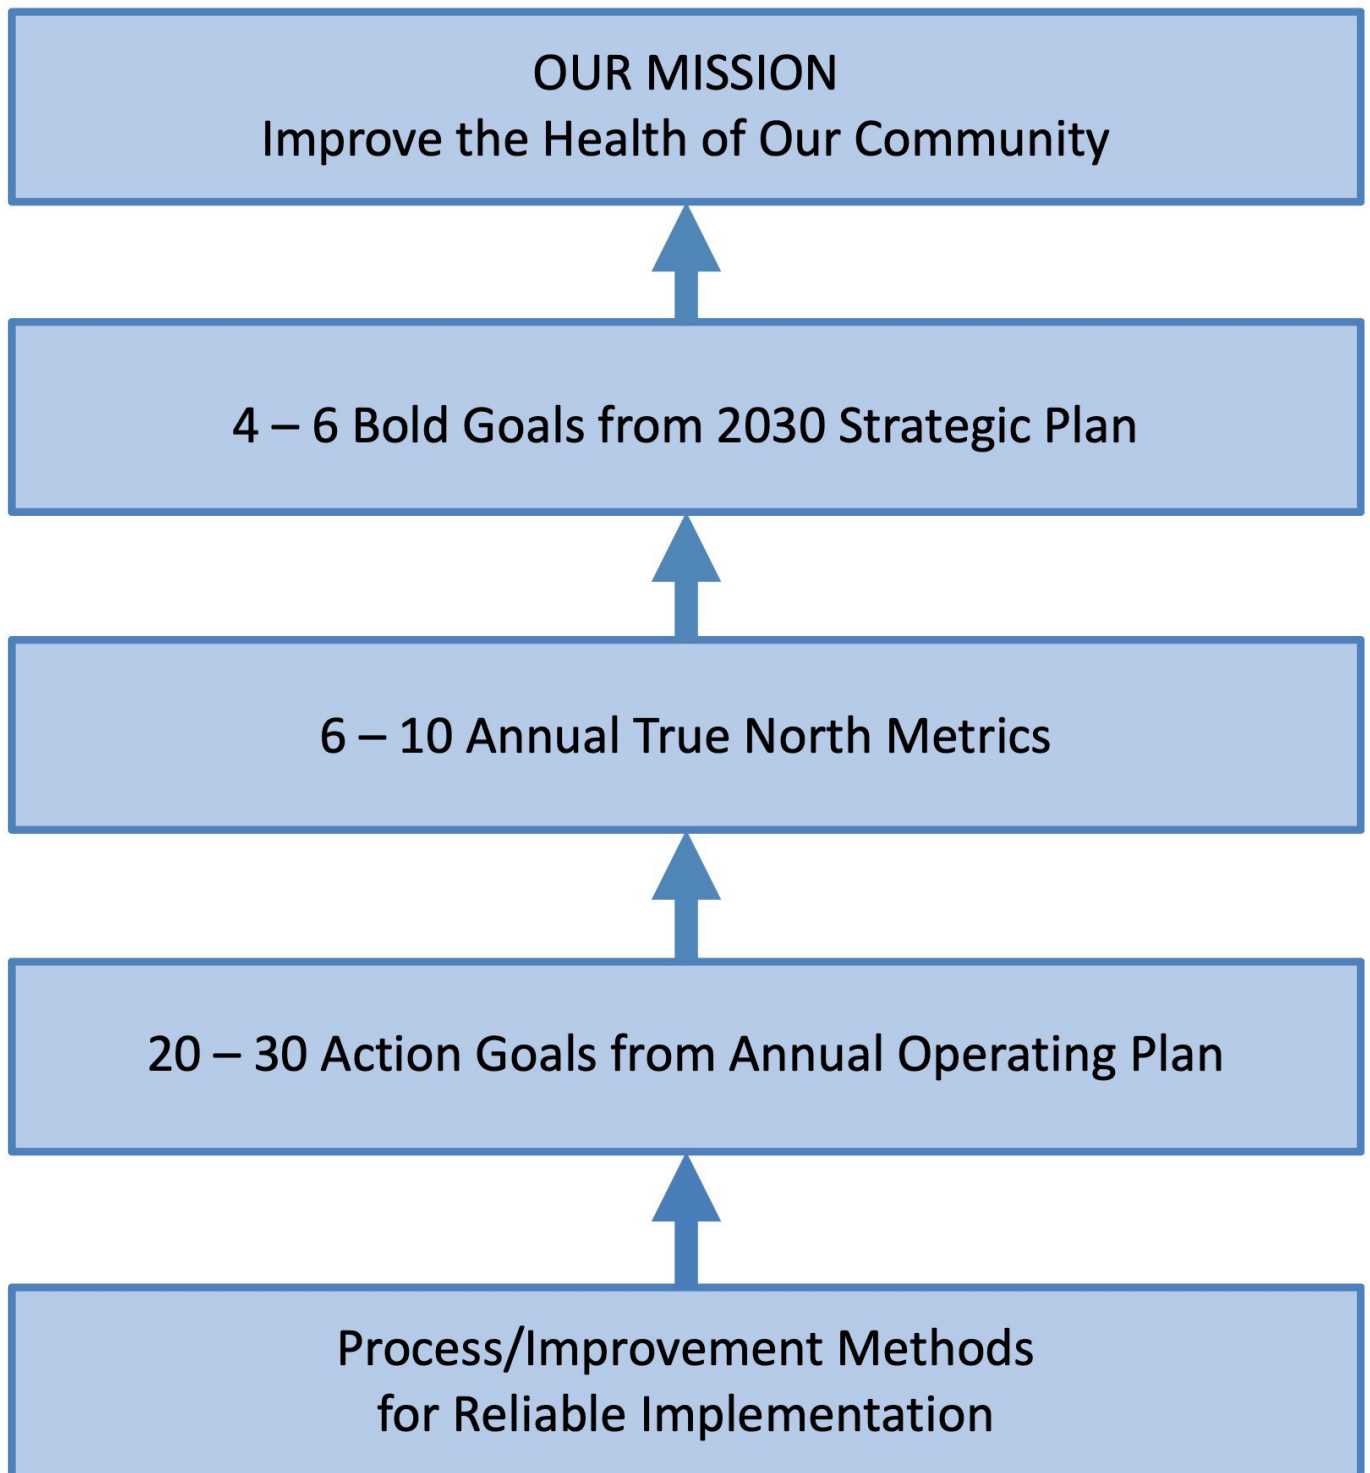 OUR MISSION
Improve the Health of Our Community
4 – 6 Bold Goals from 2030 Strategic Plan
6 – 10 Annual True North Metrics
20 – 30 Action Goals from Annual Operating Plan
Process/Improvement Methods
for Reliable Implementation